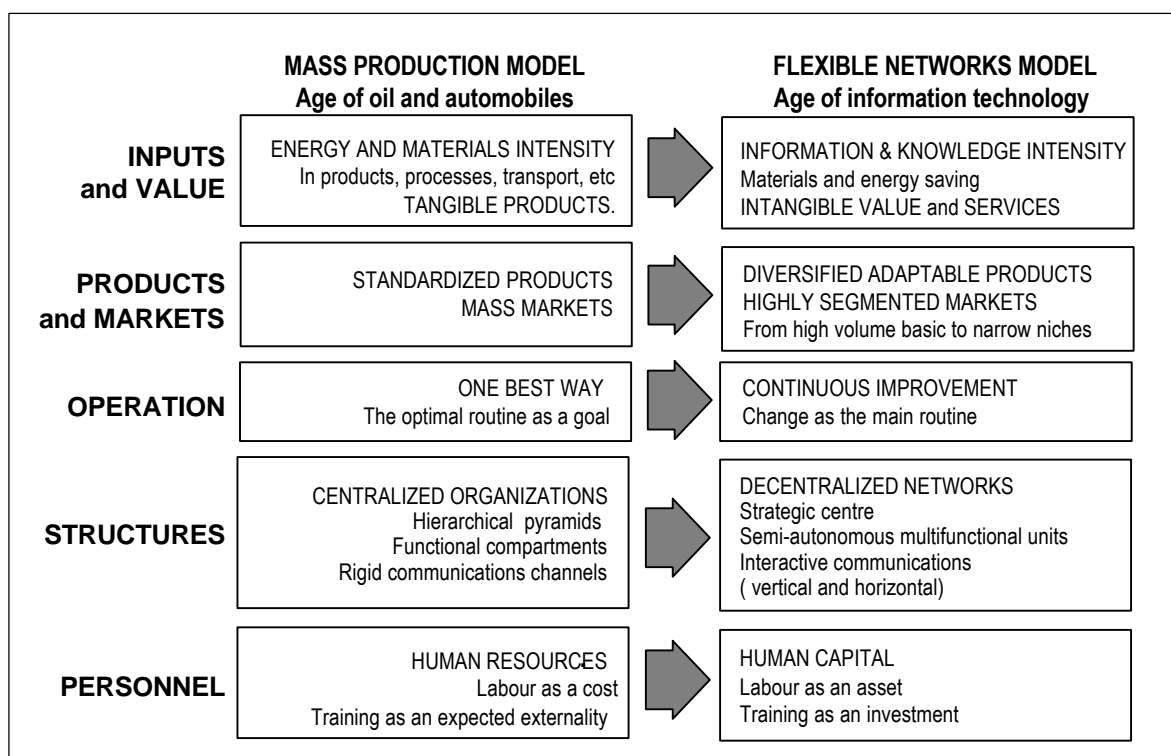 MASS PRODUCTION MODEL
Age of oil and automobiles
FLEXIBLE NETWORKS MODEL
Age of information technology
INPUTS
and VALUE
ENERGY AND MATERIALS INTENSITY
In products, processes, transport, etc
TANGIBLE PRODUCTS.
INFORMATION & KNOWLEDGE INTENSITY
Materials and energy saving
INTANGIBLE VALUE and SERVICES
PRODUCTS
and MARKETS
STANDARDIZED PRODUCTS
MASS MARKETS
DIVERSIFIED ADAPTABLE PRODUCTS
HIGHLY SEGMENTED MARKETS
From high volume basic to narrow niches
OPERATION
ONE BEST WAY
The optimal routine as a goal
CONTINUOUS IMPROVEMENT
Change as the main routine
STRUCTURES
CENTRALIZED ORGANIZATIONS
Hierarchical pyramids
Functional compartments
Rigid communications channels
DECENTRALIZED NETWORKS
Strategic centre
Semi-autonomous multifunctional units
Interactive communications
( vertical and horizontal)
PERSONNEL
HUMAN RESOURCES
Labour as a cost
Training as an expected externality
HUMAN CAPITAL
Labour as an asset
Training as an investment